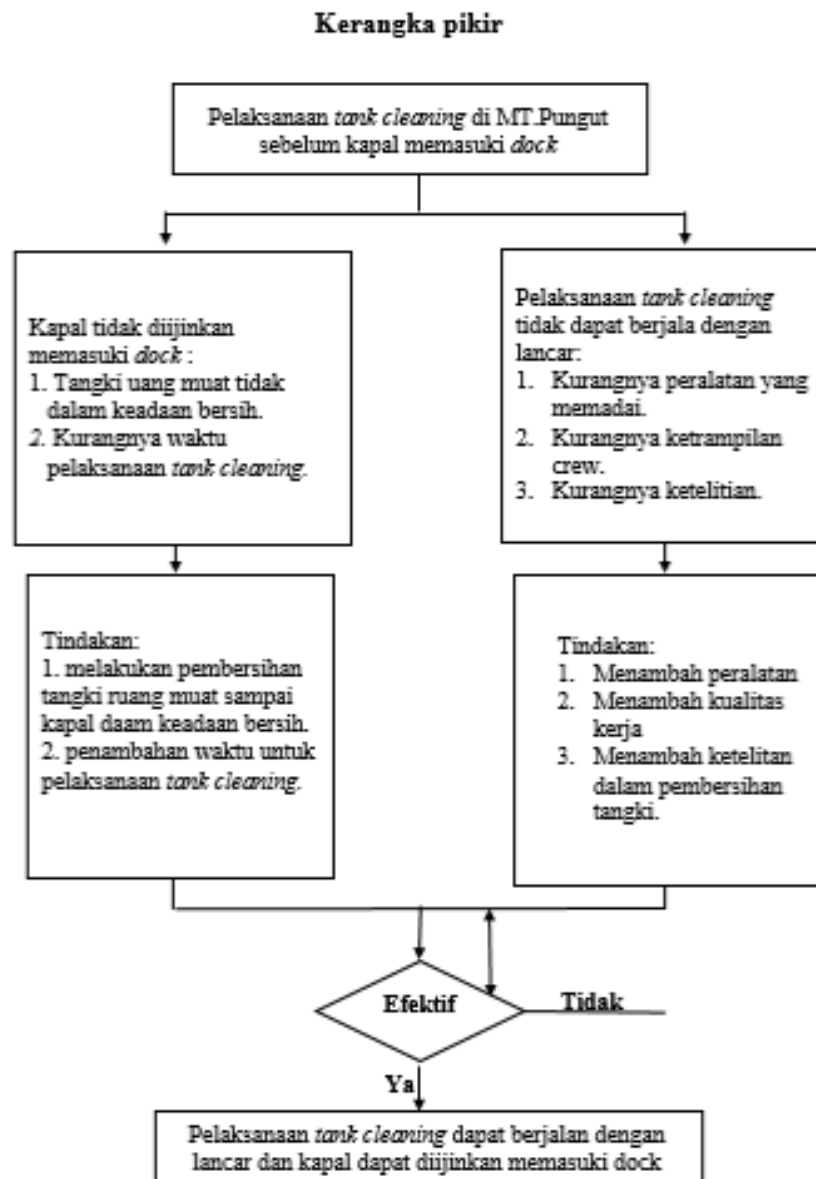 Kerangka pikir
Pelaksanaan tank cleaning di MT.Pungut
sebelum kapal memasuki dock
Kapal tidak diijinkan
memasuki dock :
1. Tangki uang muat tidak
dalam keadaan bersih.
2. Kurangnya waktu
pelaksanaan tank cleaning.
Pelaksanaan tank cleaning
tidak dapat berjala dengan
lancar:
1. Kurangnya peralatan yang
memadai.
2. Kurangnya ketrampilan
crew.
3. Kurangnya ketelitian.
Tindakan:
1. melakukan pembersihan
tangki ruang muat sampai
kapal daam keadaan bersih.
2. penambahan waktu untuk
pelaksanaan tank cleaning.
Tindakan:
1. Menambah peralatan
2. Menambah kualitas
kerja
3. Menambah ketelitan
dalam pembersihan
tangki.
Efektif
Tidak
Ya
Pelaksanaan tank cleaning dapat berjalan dengan
lancar dan kapal dapat diijinkan memasuki dock